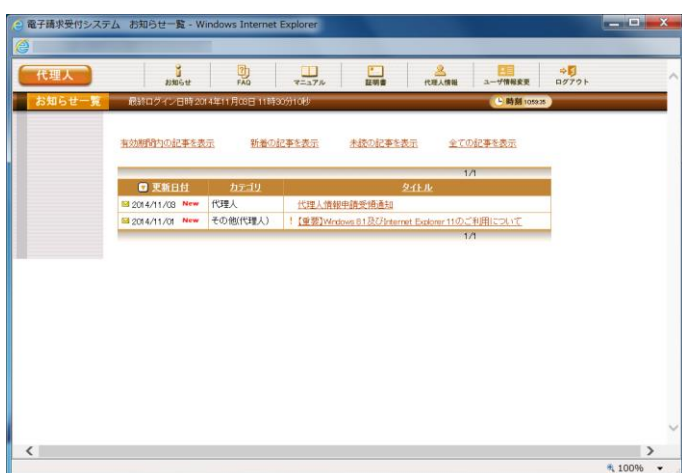 電子請求受付システム お知らせ一覧 - Windows Internet Explorer
代理人
お知らせ FAQ マニュアル 証明書 代理人情報 ユーザ情報変更 ログアウト
お知らせ一覧 最終ログイン日時:2014年11月03日 11時30分10秒 時刻 10:59:35
有効期間内の記事を表示 新着の記事を表示 未読の記事を表示 全ての記事を表示
1/1
更新日付 カテゴリ タイトル
2014/11/03 New 代理人 代理人情報申請受領通知
2014/11/01 New その他(代理人) ! 【重要】Windows 8.1 及びInternet Explorer 11のご利用について
1/1
100%